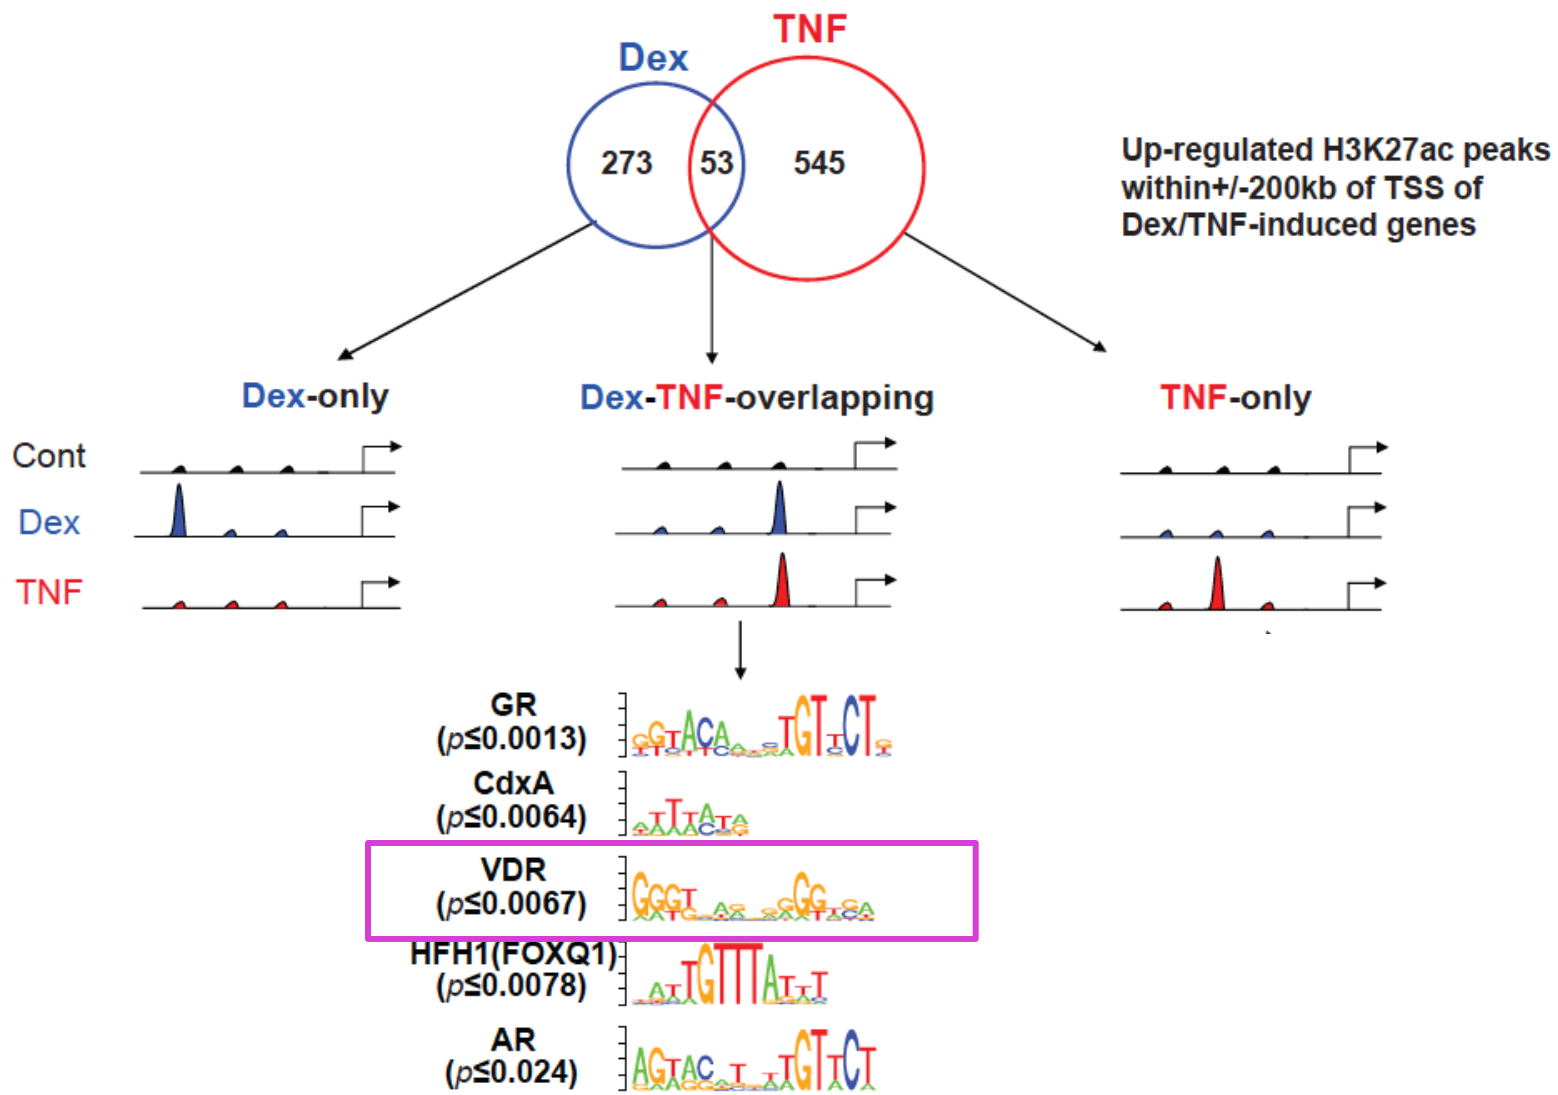 TNF
Dex
273
53
545
Up-regulated H3K27ac peaks
within+/-200kb of TSS of
Dex/TNF-induced genes
Dex-only
Dex-TNF-overlapping
TNF-only
Cont
Dex
TNF
GR
(p≤0.0013)
CdxA
(p≤0.0064)
VDR
(p≤0.0067)
HFH1(FOXQ1)
(p≤0.0078)
AR
(p≤0.024)